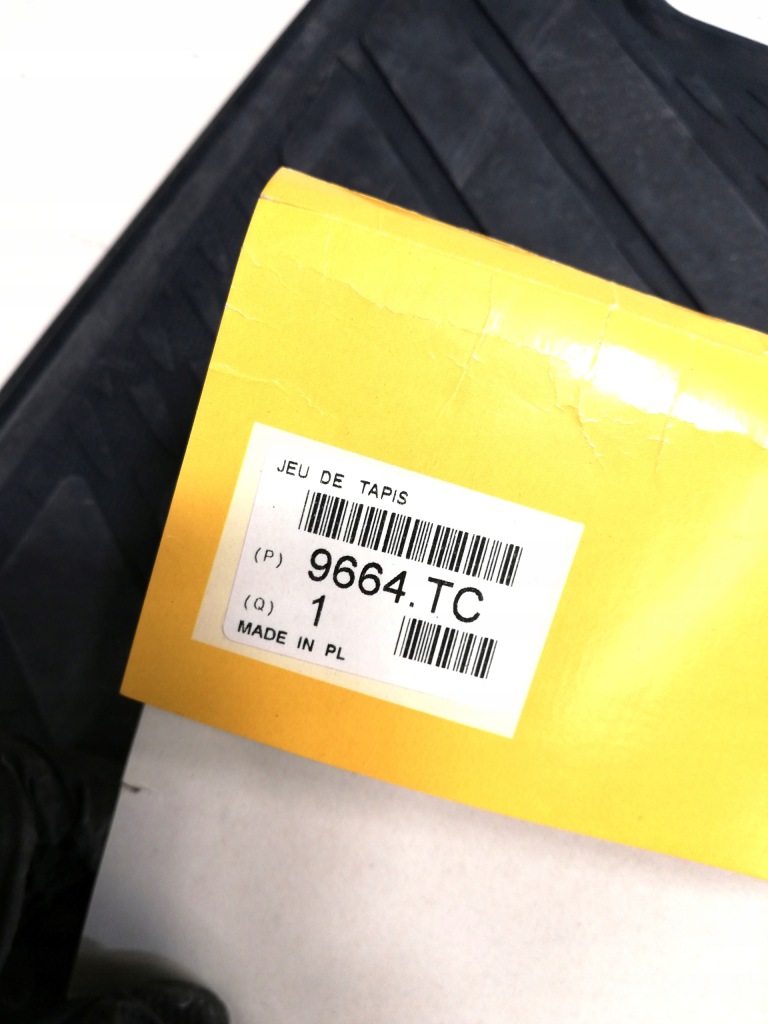 JEU DE TAPIS
(P) 9664.TC
(Q) 1
MADE IN PL